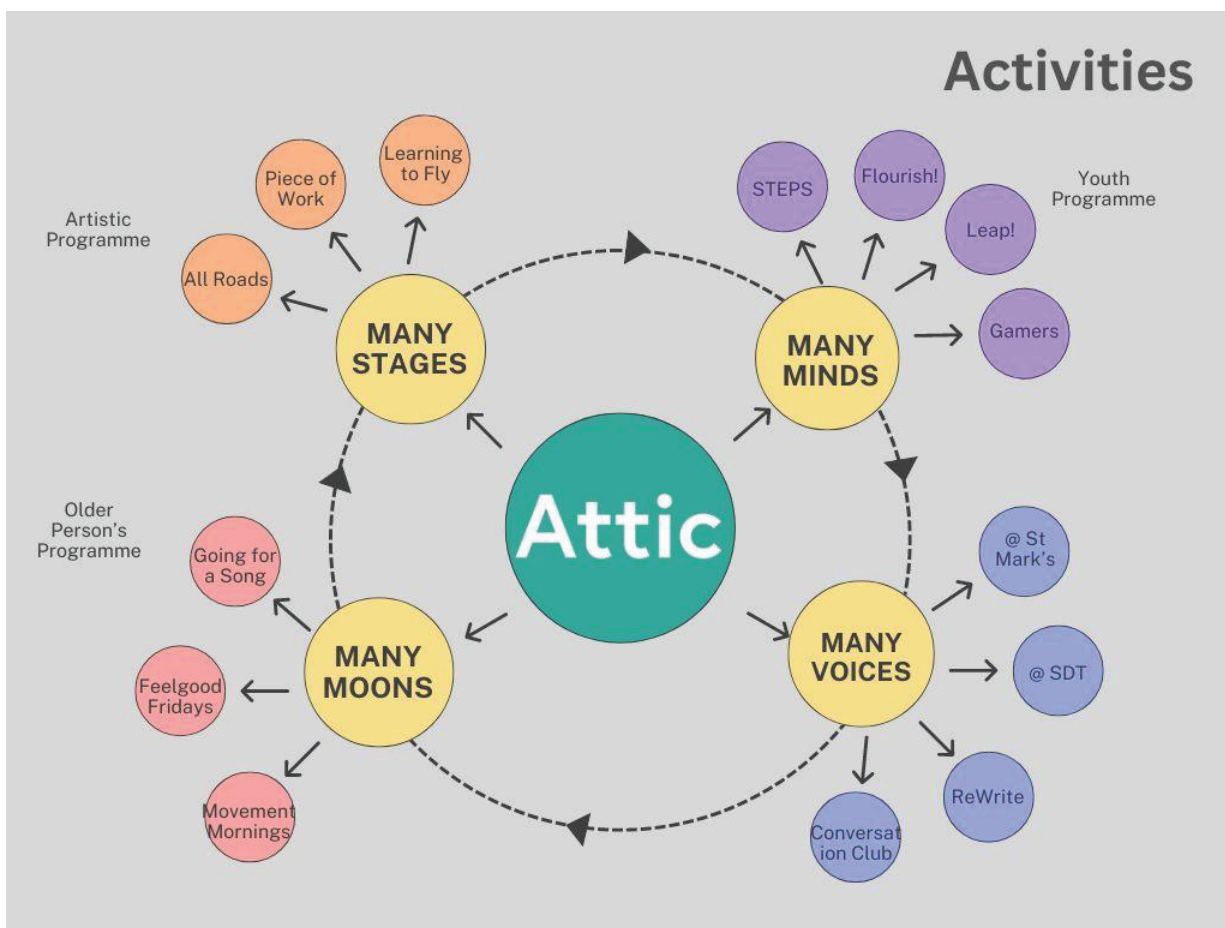 Activities
Artistic
Programme
All Roads
Piece of
Work
Learning
to Fly
MANY
STAGES
STEPS
Flourish!
Leap!
Gamers
Youth
Programme
MANY
MINDS
Attic
Older
Person's
Programme
Going for
a Song
Feelgood
Fridays
Movement
Mornings
MANY
MOONS
MANY
VOICES
@ St
Mark's
@ SDT
ReWrite
Conversat
ion Club